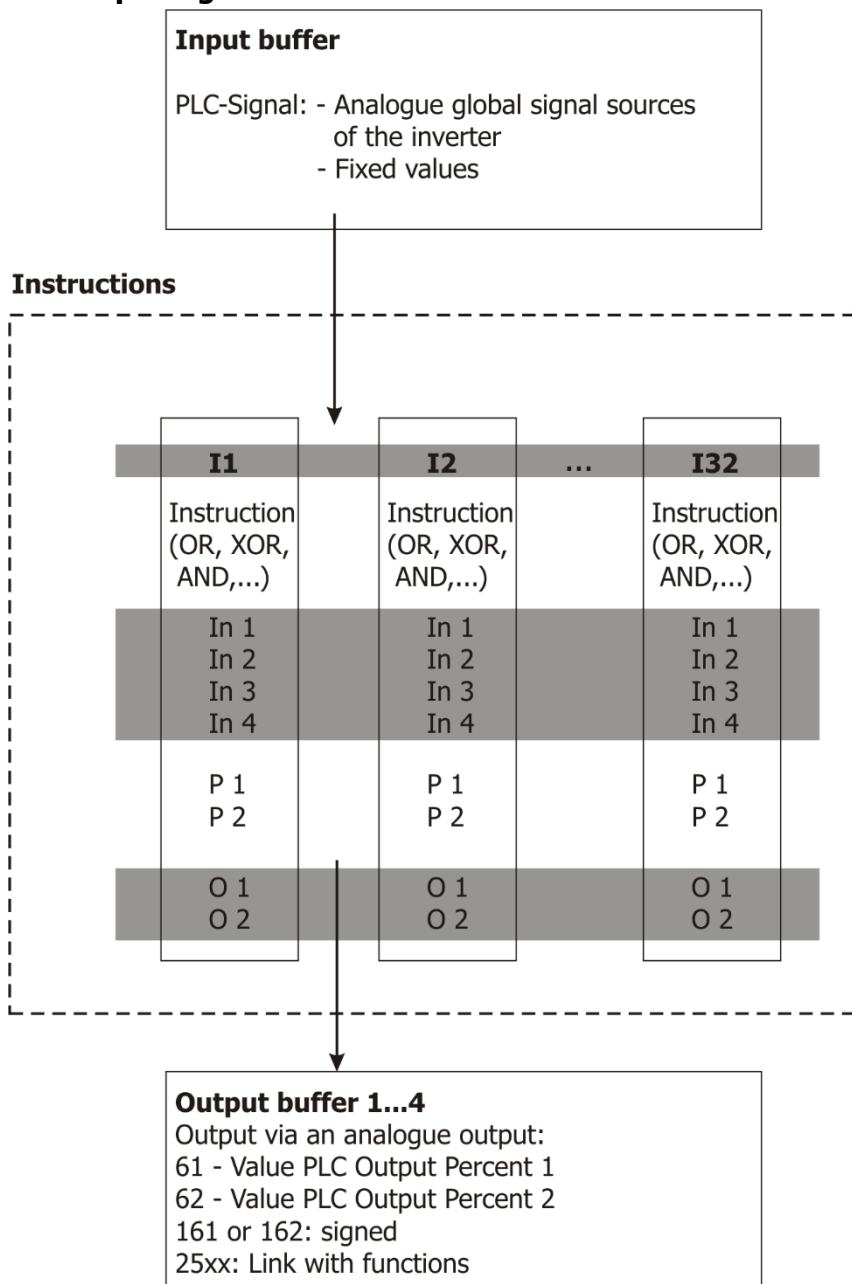 Input buffer
PLC-Signal: - Analogue global signal sources
of the inverter
- Fixed values
Instructions
I1 I2 ... I32
Instruction Instruction Instruction
(OR, XOR, (OR, XOR, (OR, XOR,
AND,...) AND,...) AND,...)
In 1 In 1 In 1
In 2 In 2 In 2
In 3 In 3 In 3
In 4 In 4 In 4
P 1 P 1 P 1
P 2 P 2 P 2
O 1 O 1 O 1
O 2 O 2 O 2
Output buffer 1...4
Output via an analogue output:
61 - Value PLC Output Percent 1
62 - Value PLC Output Percent 2
161 or 162: signed
25xx: Link with functions